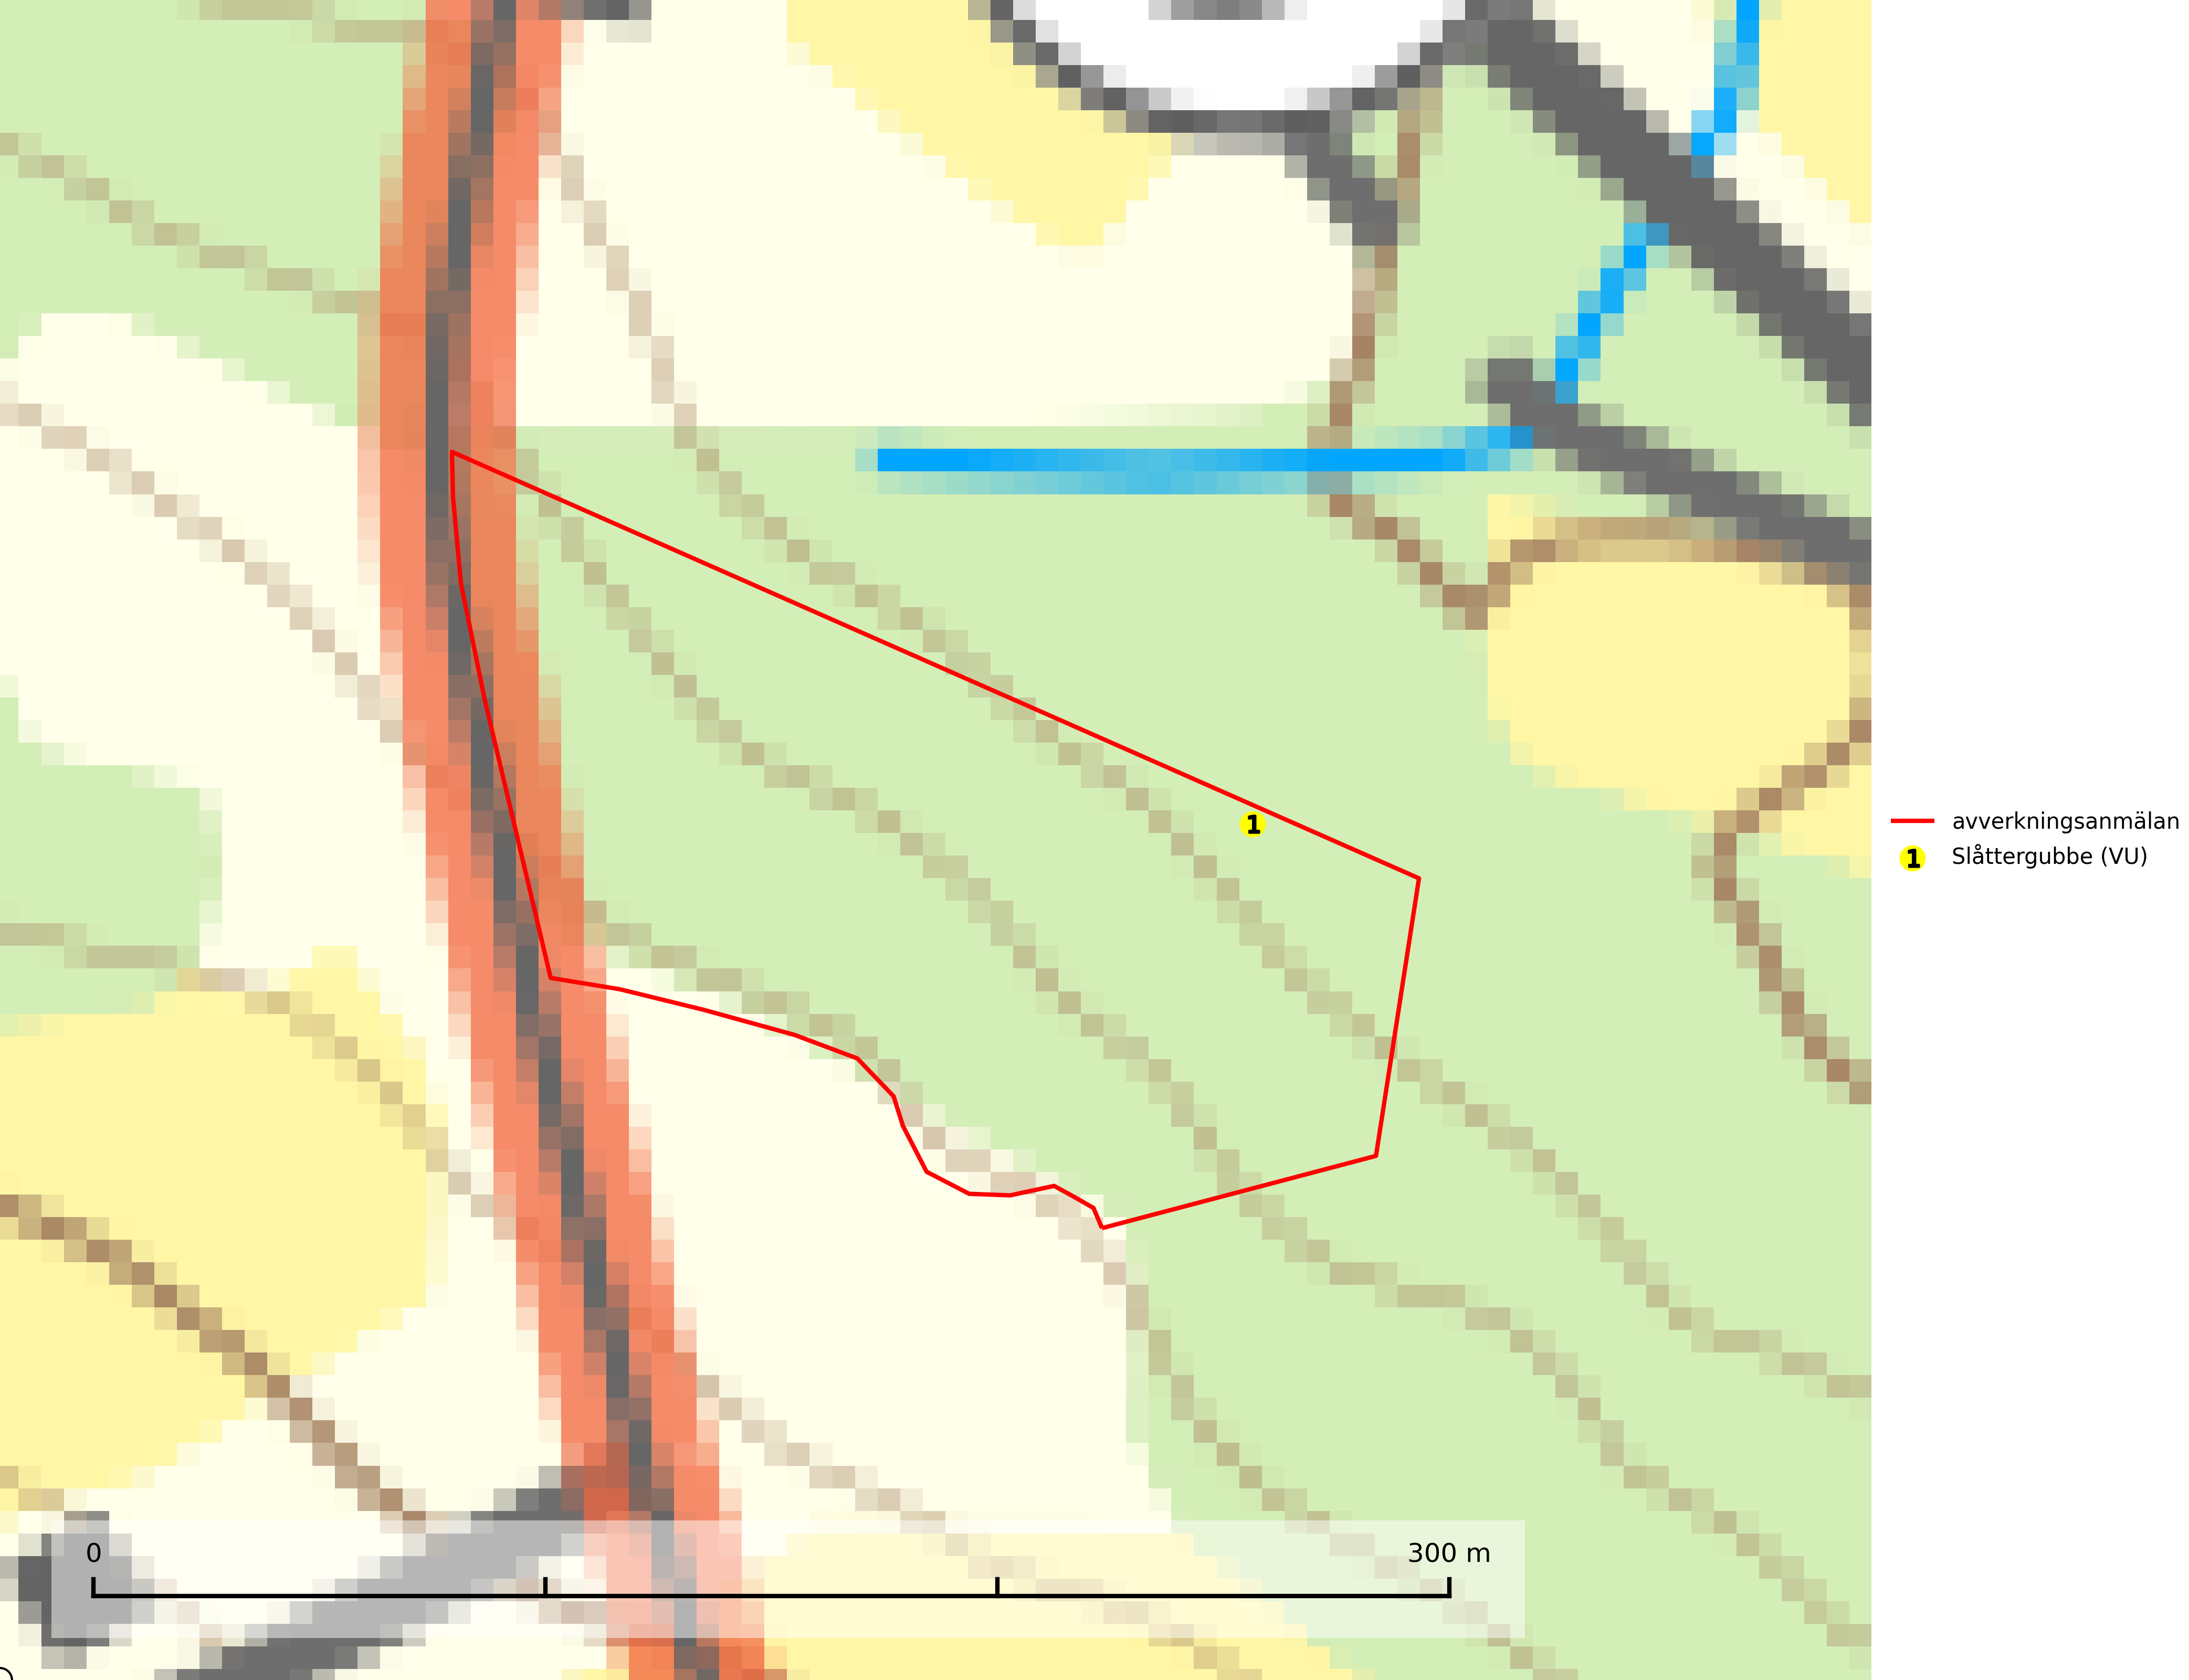 1
avverkningsanmälan
1 Slåttergubbe (VU)
0 300 m